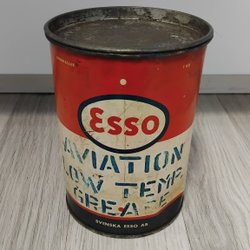 Esso
AVIATION
LOW TEMP
GREASE
SVENSKA ESSO AB